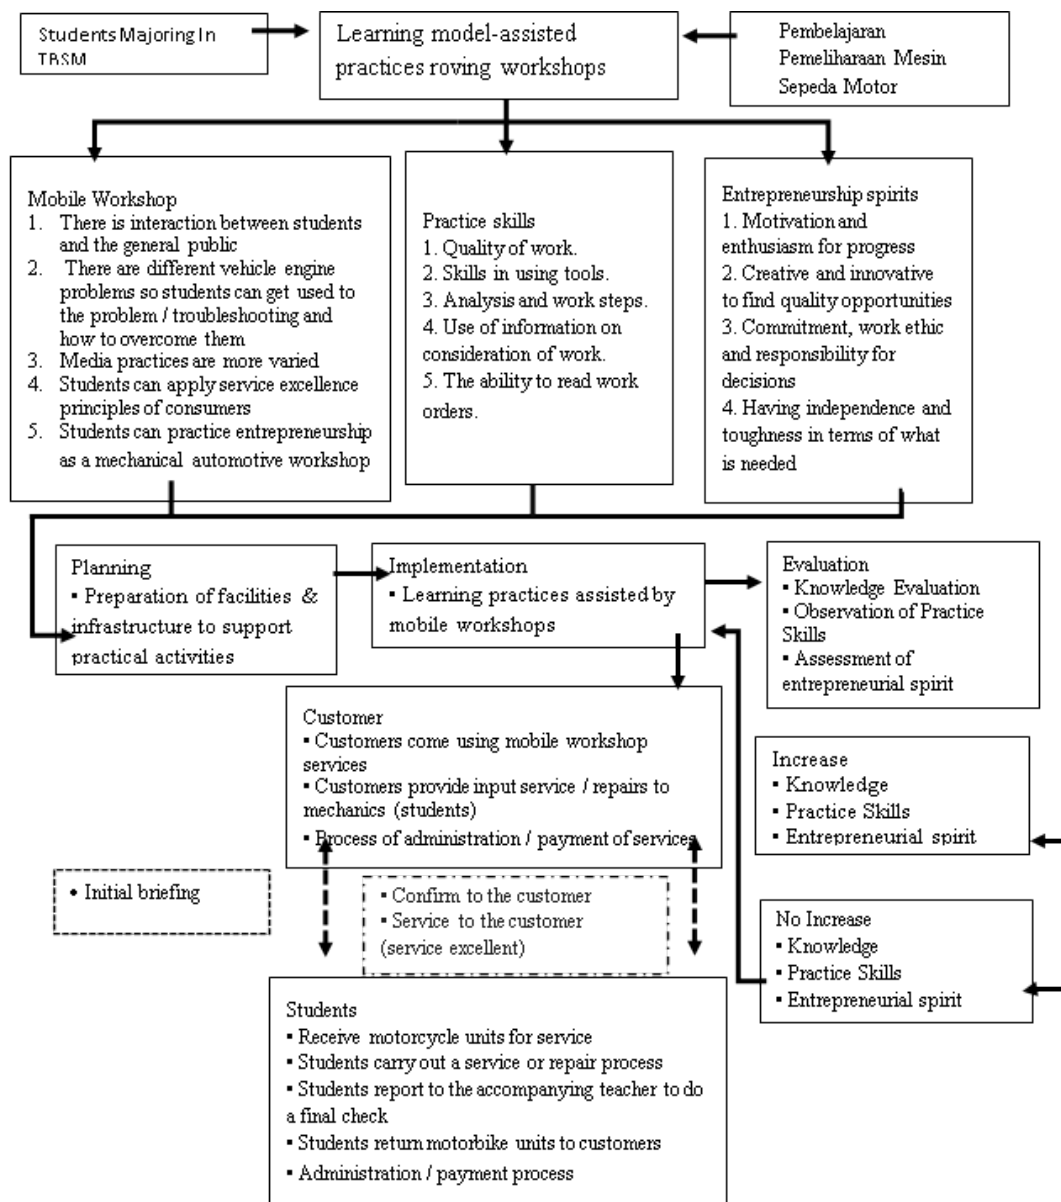 Students Majoring In
TBSM
Learning model-assisted
practices roving workshops
Pembelajaran
Pemeliharaan Mesin
Sepeda Motor
Mobile Workshop
1. There is interaction between students
and the general public
2. There are different vehicle engine
problems so students can get used to
the problem / troubleshooting and
how to overcome them
3. Media practices are more varied
4. Students can apply service excellence
principles of consumers
5. Students can practice entrepreneurship
as a mechanical automotive workshop
Practice skills
1. Quality of work.
2. Skills in using tools.
3. Analysis and work steps.
4. Use of information on
consideration of work.
5. The ability to read work
orders.
Entrepreneurship spirits
1. Motivation and
enthusiasm for progress
2. Creative and innovative
to find quality opportunities
3. Commitment, work ethic
and responsibility for
decisions
4. Having independence and
toughness in terms of what
is needed
Planning
▪ Preparation of facilities &
infrastructure to support
practical activities
Implementation
▪ Learning practices assisted by
mobile workshops
Evaluation
▪ Knowledge Evaluation
▪ Observation of Practice
Skills
▪ Assessment of
entrepreneurial spirit
Customer
▪ Customers come using mobile workshop
services
▪ Customers provide input service / repairs to
mechanics (students)
▪ Process of administration / payment of services
Increase
▪ Knowledge
▪ Practice Skills
▪ Entrepreneurial spirit
• Initial briefing
▪ Confirm to the customer
▪ Service to the customer
(service excellent)
No Increase
▪ Knowledge
▪ Practice Skills
▪ Entrepreneurial spirit
Students
▪ Receive motorcycle units for service
▪ Students carry out a service or repair process
▪ Students report to the accompanying teacher to do
a final check
▪ Students return motorbike units to customers
▪ Administration / payment process